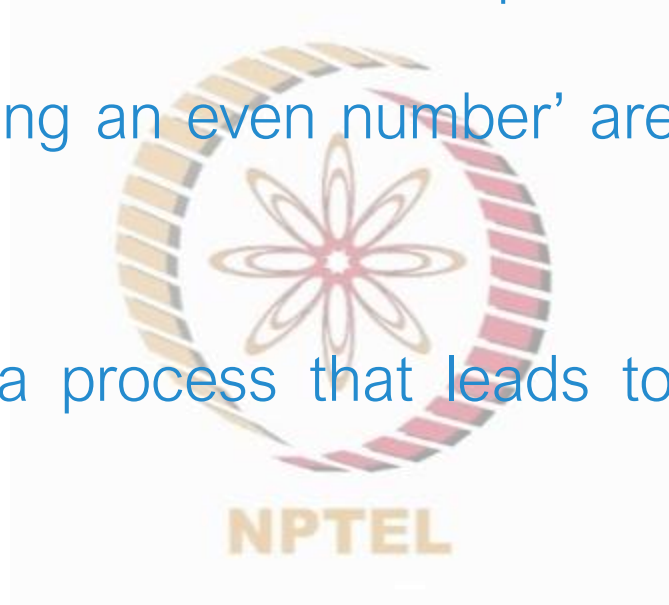 ng an even number’ are
a process that leads to
NPTEL